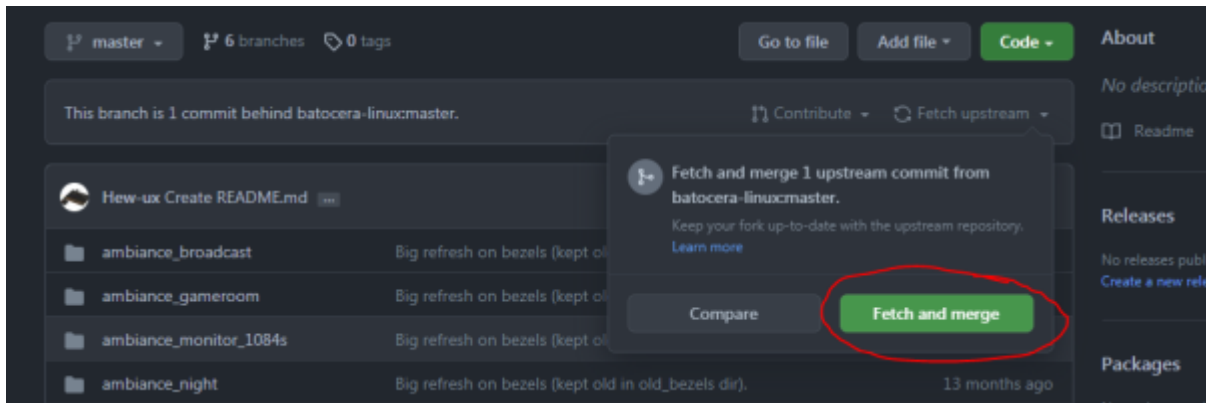 master
6 branches
0 tags
Go to file
Add file
Code
About
This branch is 1 commit behind batocera-linux:master.
Contribute
Fetch upstream
No descriptio
Readme
Fetch and merge 1 upstream commit from
batocera-linux:master.
Keep your fork up-to-date with the upstream repository.
Learn more
Compare
Fetch and merge
Hew-ux Create README.md ...
ambiance_broadcast
Big refresh on bezels (kept ol
ambiance_gameroom
Big refresh on bezels (kept ol
ambiance_monitor_1084s
Big refresh on bezels (kept ol
ambiance_night
Big refresh on bezels (kept old in old_bezels dir).
13 months ago
Releases
No releases publ
Create a new rele
Packages